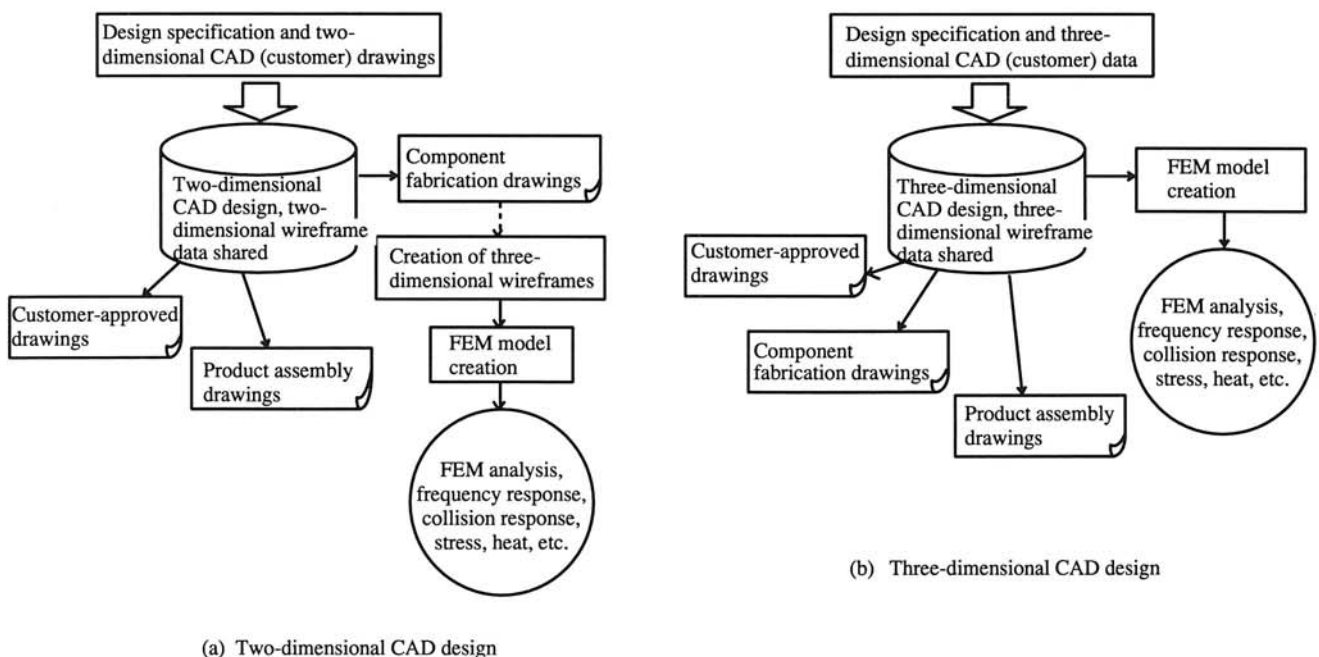 Design specification and two-
dimensional CAD (customer) drawings
Two-dimensional
CAD design, two-
dimensional wireframe
data shared
Component
fabrication drawings
Creation of three-
dimensional wireframes
Customer-approved
drawings
FEM model
creation
Product assembly
drawings
FEM analysis,
frequency response,
collision response,
stress, heat, etc.
(a) Two-dimensional CAD design
Design specification and three-
dimensional CAD (customer) data
Three-dimensional
CAD design, three-
dimensional wireframe
data shared
FEM model
creation
Customer-approved
drawings
FEM analysis,
frequency response,
collision response,
stress, heat, etc.
Component
fabrication drawings
Product assembly
drawings
(b) Three-dimensional CAD design